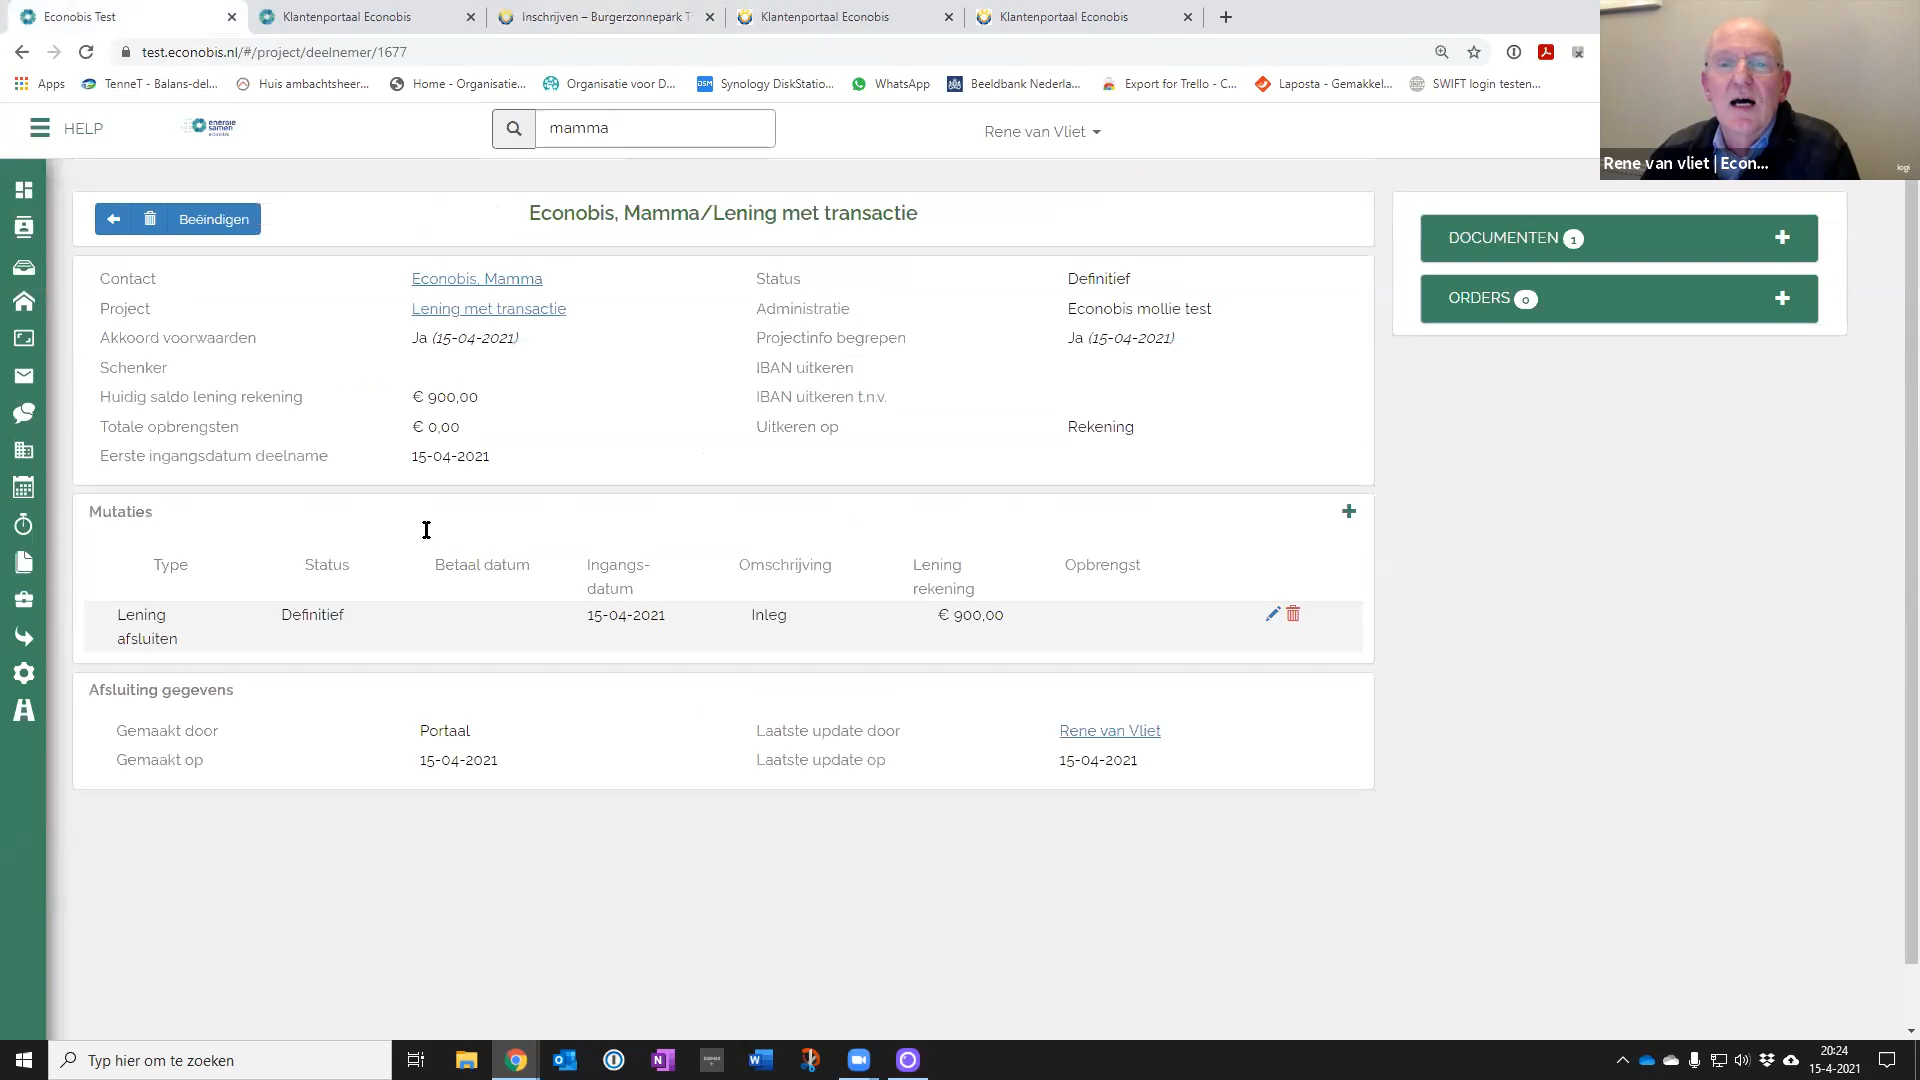 Econobis Test
Klantenportaal Econobis
Inschrijven – Burgerzonnepark T
Klantenportaal Econobis
Klantenportaal Econobis
test.econobis.nl/#/project/deelnemer/1677
Apps
TenneT - Balans-del...
Huis ambachtsheer...
Home - Organisatie...
Organisatie voor D...
Synology DiskStatio...
WhatsApp
Beeldbank Nederla...
Export for Trello - C...
Laposta - Gemakkel...
SWIFT login testen...
HELP
energie samen econobis
mamma
Rene van Vliet
Rene van vliet | Econ...
logi
Beëindigen
Econobis, Mamma/Lening met transactie
DOCUMENTEN 1
ORDERS 0
Contact Econobis, Mamma Status Definitief
Project Lening met transactie Administratie Econobis mollie test
Akkoord voorwaarden Ja (15-04-2021) Projectinfo begrepen Ja (15-04-2021)
Schenker IBAN uitkeren
Huidig saldo lening rekening € 900,00 IBAN uitkeren t.n.v.
Totale opbrengsten € 0,00 Uitkeren op Rekening
Eerste ingangsdatum deelname 15-04-2021
Mutaties
Type Status Betaal datum Ingangs-datum Omschrijving Lening rekening Opbrengst
Lening afsluiten Definitief 15-04-2021 Inleg € 900,00
Afsluiting gegevens
Gemaakt door Portaal Laatste update door Rene van Vliet
Gemaakt op 15-04-2021 Laatste update op 15-04-2021
Typ hier om te zoeken
20:24
15-4-2021